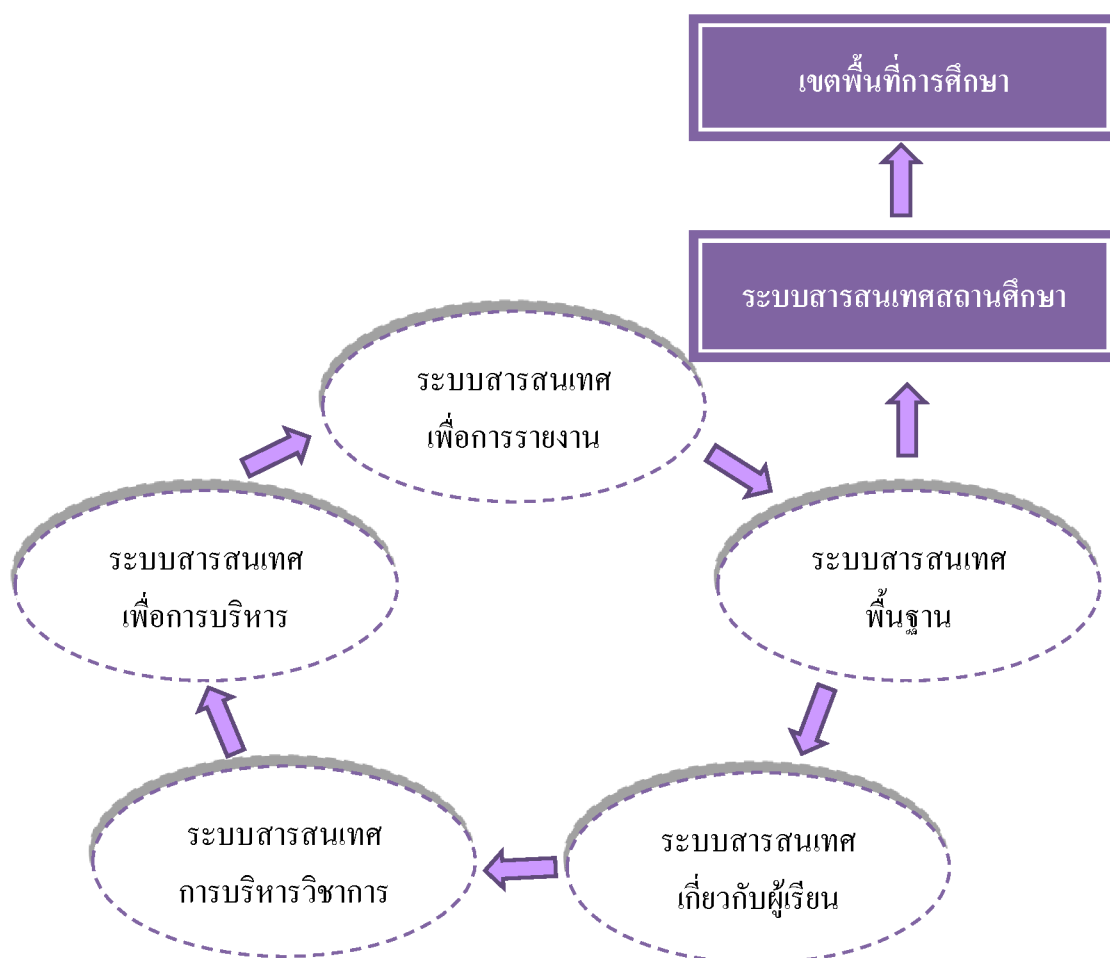 เขตพื้นที่การศึกษา
ระบบสารสนเทศสถานศึกษา
ระบบสารสนเทศ
เพื่อการรายงาน
ระบบสารสนเทศ
พื้นฐาน
ระบบสารสนเทศ
เกี่ยวกับผู้เรียน
ระบบสารสนเทศ
การบริหารวิชาการ
ระบบสารสนเทศ
เพื่อการบริหาร